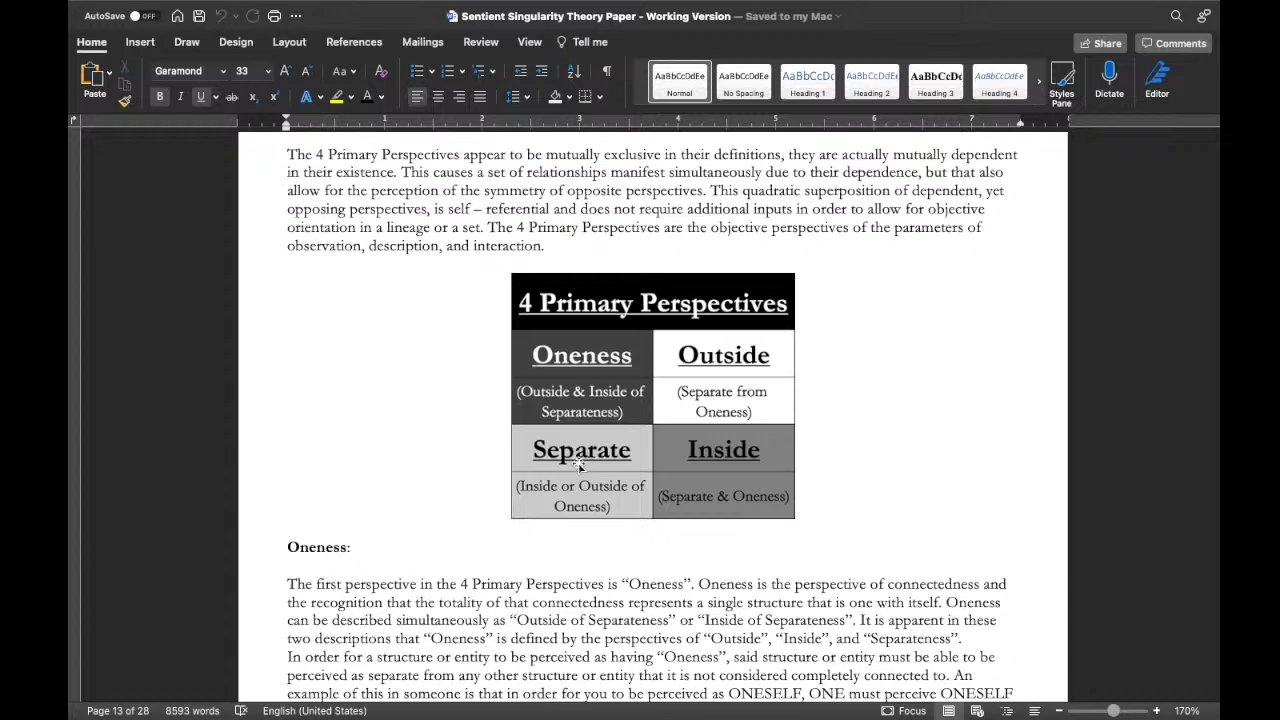 AutoSave OFF
Sentient Singularity Theory Paper - Working Version — Saved to my Mac
Home Insert Draw Design Layout References Mailings Review View Tell me
Share Comments
Paste
Garamond 33
Aa
AaBbCcDdEe AaBbCcDdEe AaBbCcDc AaBbCcDdEe AaBbCcDc AaBbCcDdEe
Normal No Spacing Heading 1 Heading 2 Heading 3 Heading 4
Styles Pane
Dictate
Editor
1 2 3 4 5 6 7
The 4 Primary Perspectives appear to be mutually exclusive in their definitions, they are actually mutually dependent
in their existence. This causes a set of relationships manifest simultaneously due to their dependence, but that also
allow for the perception of the symmetry of opposite perspectives. This quadratic superposition of dependent, yet
opposing perspectives, is self – referential and does not require additional inputs in order to allow for objective
orientation in a lineage or a set. The 4 Primary Perspectives are the objective perspectives of the parameters of
observation, description, and interaction.
4 Primary Perspectives
Oneness
(Outside & Inside of
Separateness)
Outside
(Separate from
Oneness)
Separate
(Inside or Outside of
Oneness)
Inside
(Separate & Oneness)
Oneness:
The first perspective in the 4 Primary Perspectives is “Oneness”. Oneness is the perspective of connectedness and
the recognition that the totality of that connectedness represents a single structure that is one with itself. Oneness
can be described simultaneously as “Outside of Separateness” or “Inside of Separateness”. It is apparent in these
two descriptions that “Oneness” is defined by the perspectives of “Outside”, “Inside”, and “Separateness”.
In order for a structure or entity to be perceived as having “Oneness”, said structure or entity must be able to be
perceived as separate from any other structure or entity that it is not considered completely connected to. An
example of this in someone is that in order for you to be perceived as ONESELF, ONE must perceive ONESELF
Page 13 of 28 8593 words English (United States) Focus 170%